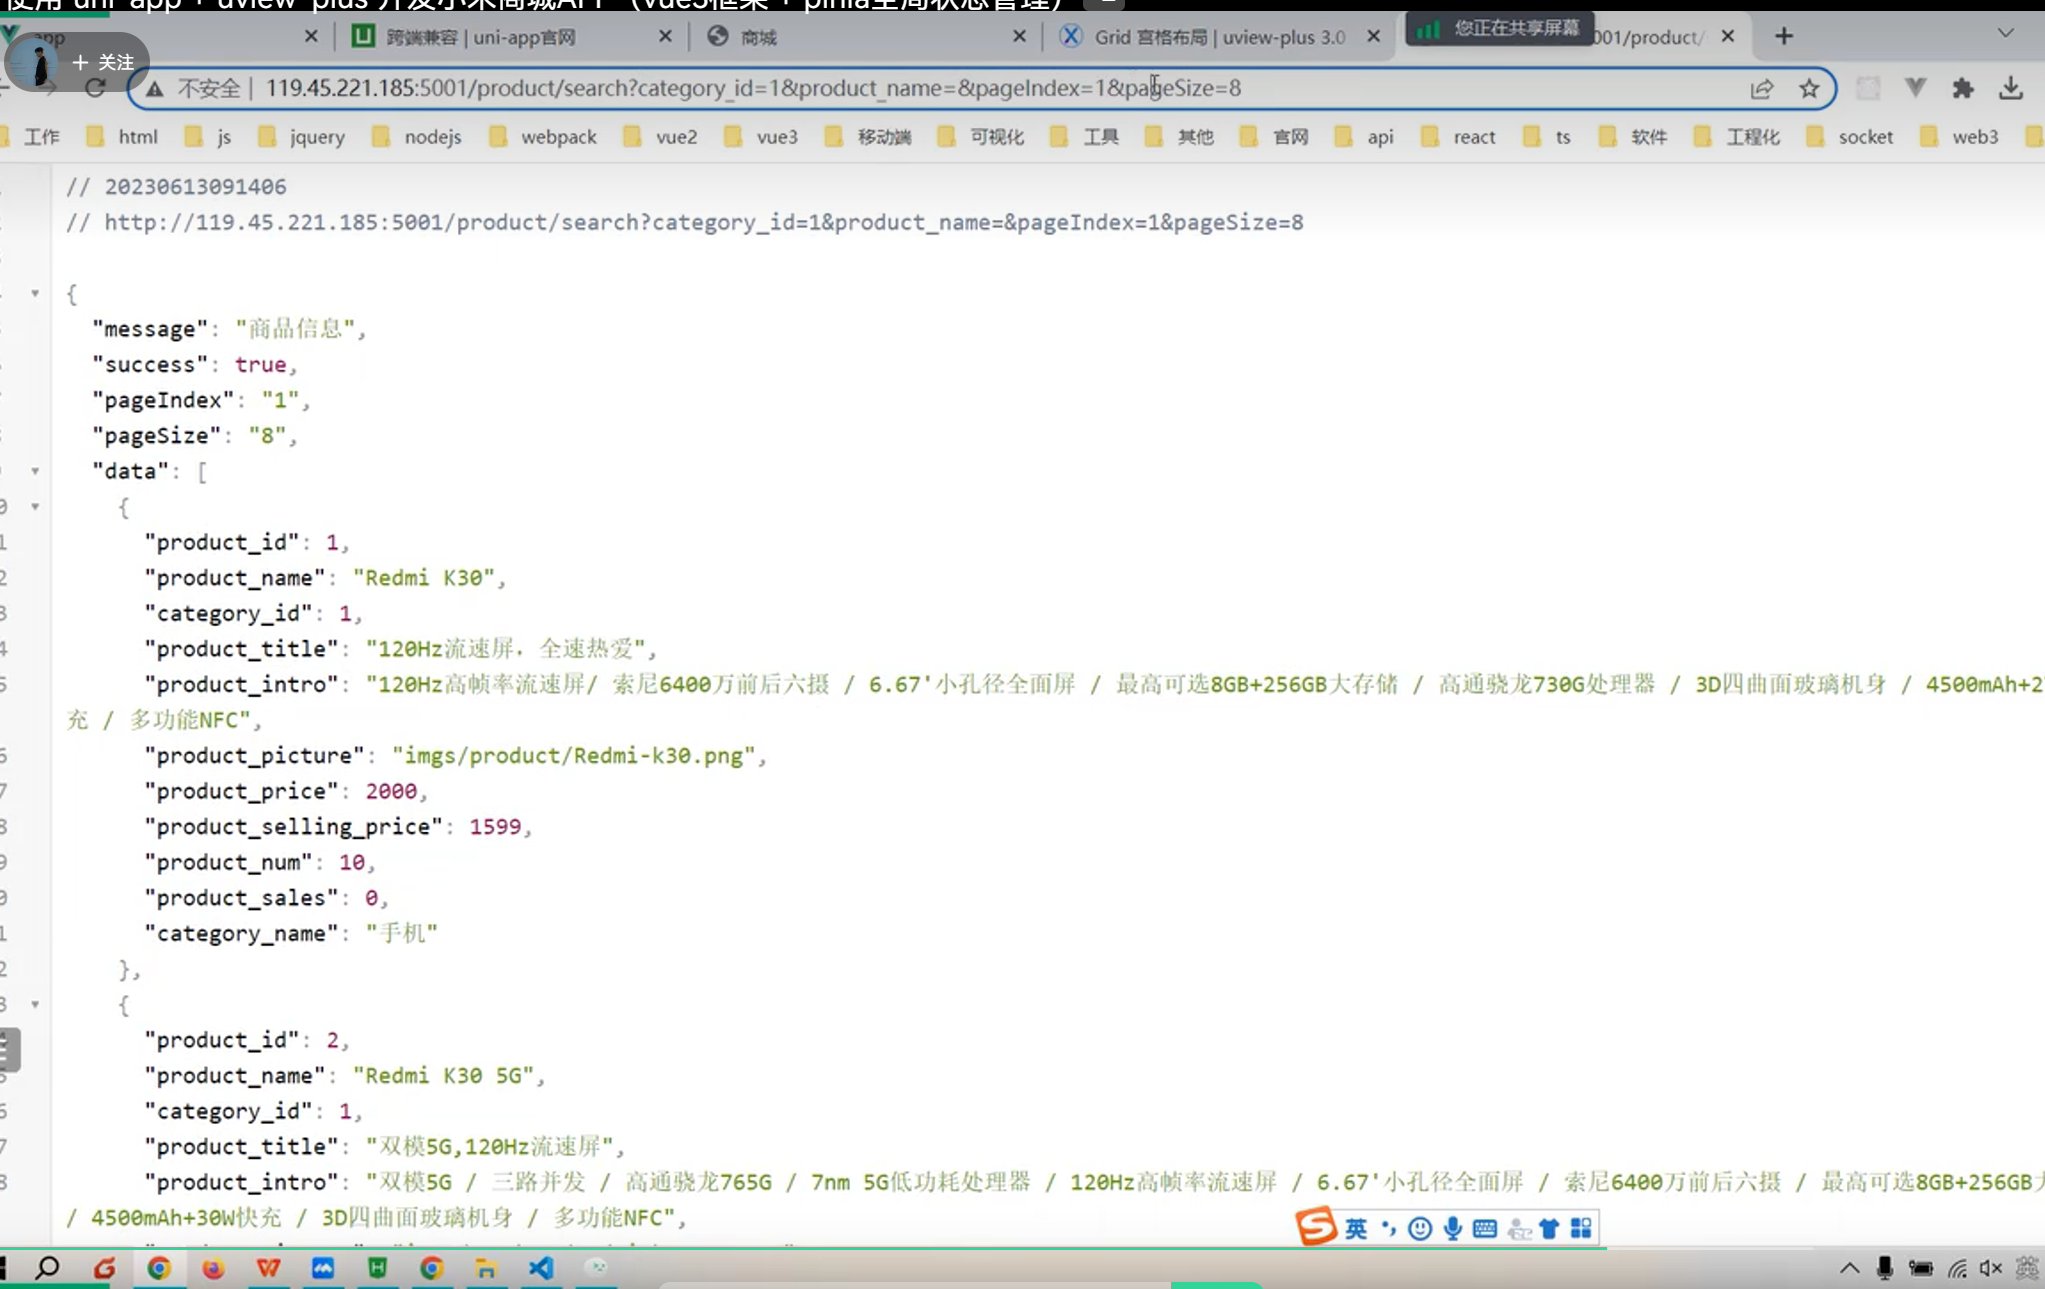 使用 uni-app + uview-plus 开发小米商城APP（vue3框架 + pinia全局状态管理）
app
跨端兼容 | uni-app官网
商城
Grid 宫格布局 | uview-plus 3.0
您正在共享屏幕
001/product/
+ 关注
不安全 | 119.45.221.185:5001/product/search?category_id=1&product_name=&pageIndex=1&pageSize=8
工作 html js jquery nodejs webpack vue2 vue3 移动端 可视化 工具 其他 官网 api react ts 软件 工程化 socket web3
// 20230613091406
// http://119.45.221.185:5001/product/search?category_id=1&product_name=&pageIndex=1&pageSize=8
{
"message": "商品信息",
"success": true,
"pageIndex": "1",
"pageSize": "8",
"data": [
{
"product_id": 1,
"product_name": "Redmi K30",
"category_id": 1,
"product_title": "120Hz流速屏，全速热爱",
"product_intro": "120Hz高帧率流速屏/ 索尼6400万前后六摄 / 6.67'小孔径全面屏 / 最高可选8GB+256GB大存储 / 高通骁龙730G处理器 / 3D四曲面玻璃机身 / 4500mAh+2
充 / 多功能NFC",
"product_picture": "imgs/product/Redmi-k30.png",
"product_price": 2000,
"product_selling_price": 1599,
"product_num": 10,
"product_sales": 0,
"category_name": "手机"
},
{
"product_id": 2,
"product_name": "Redmi K30 5G",
"category_id": 1,
"product_title": "双模5G,120Hz流速屏",
"product_intro": "双模5G / 三路并发 / 高通骁龙765G / 7nm 5G低功耗处理器 / 120Hz高帧率流速屏 / 6.67'小孔径全面屏 / 索尼6400万前后六摄 / 最高可选8GB+256GB大
/ 4500mAh+30W快充 / 3D四曲面玻璃机身 / 多功能NFC",
英